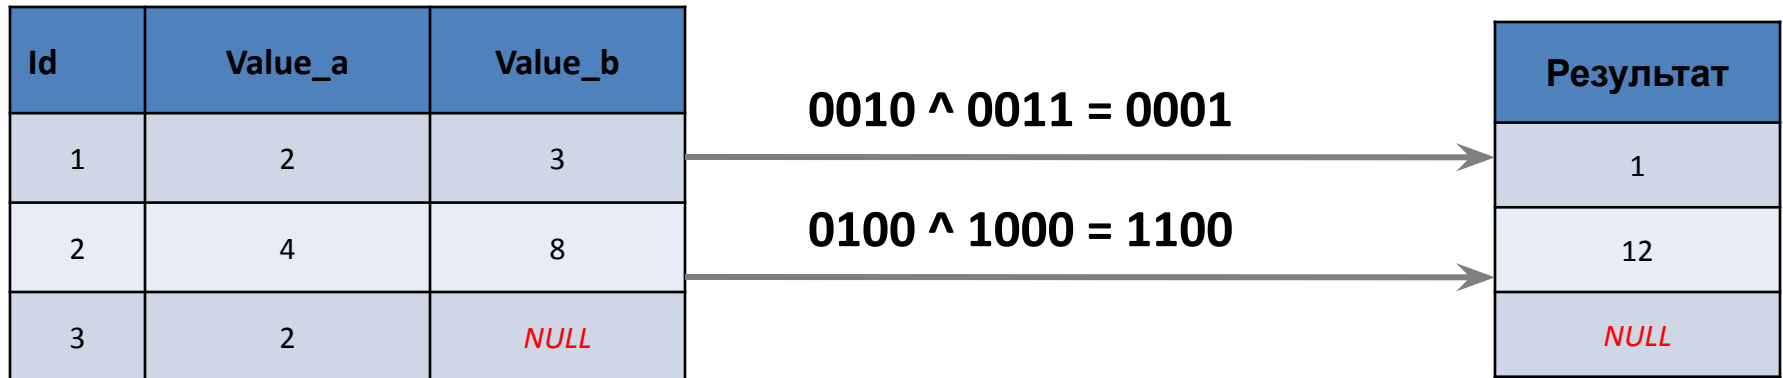 Id Value_a Value_b
1 2 3
2 4 8
3 2 NULL
0010 ^ 0011 = 0001
0100 ^ 1000 = 1100
Результат
1
12
NULL